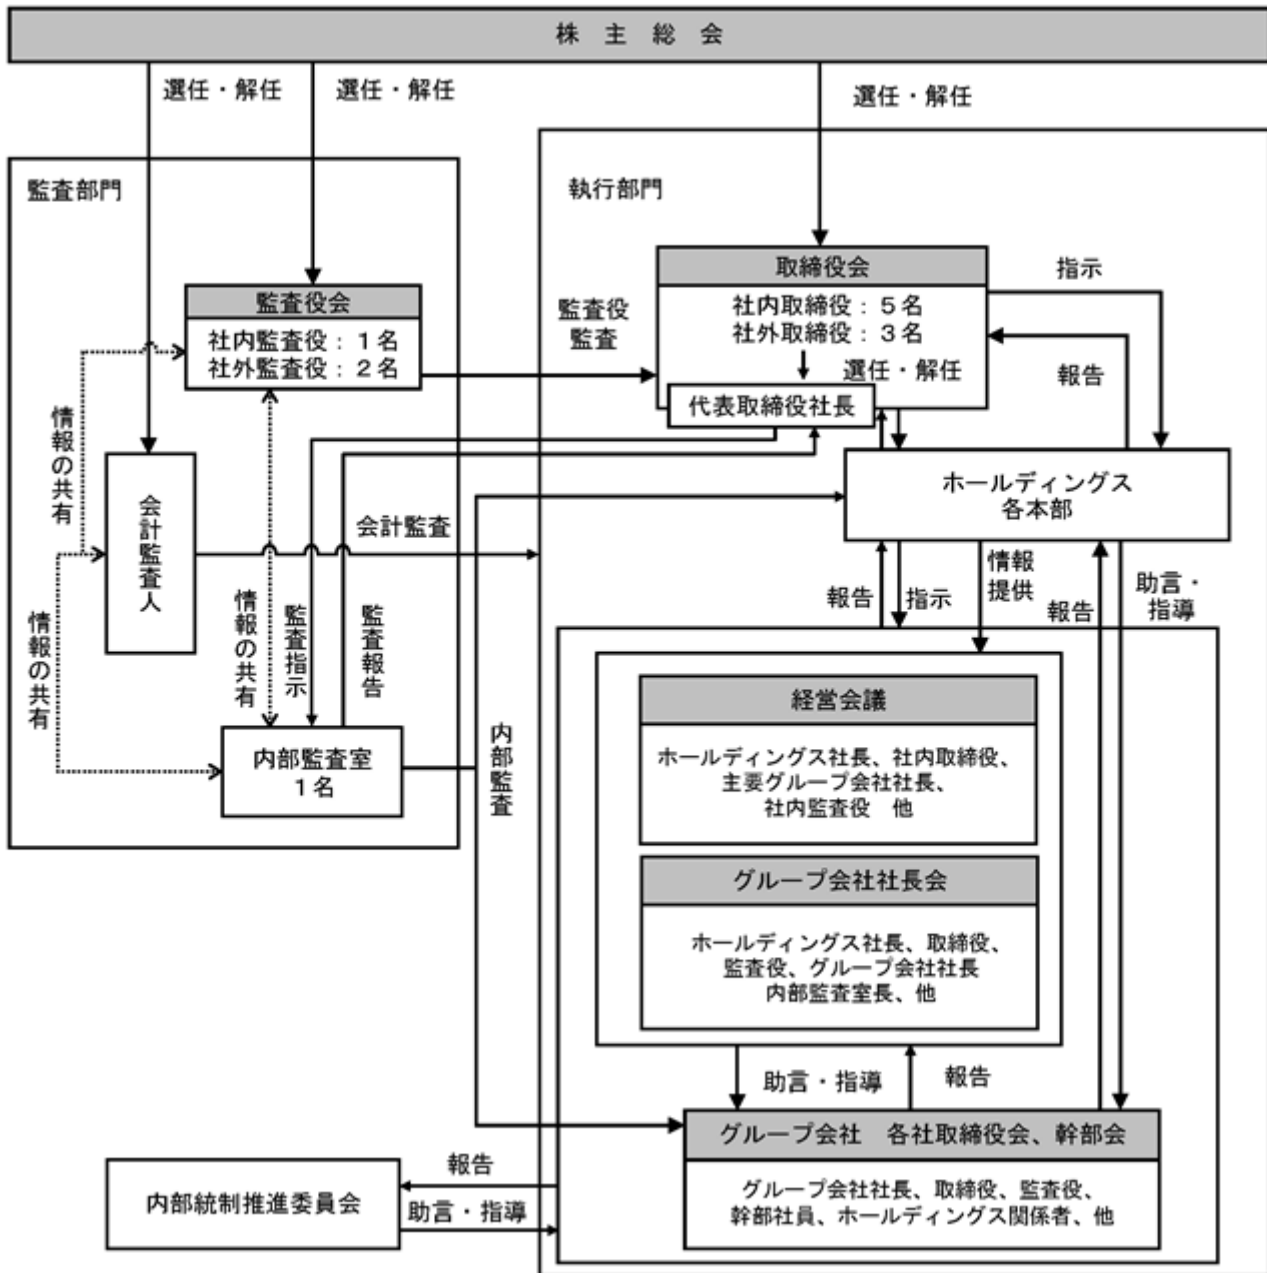 株 主 総 会
選任・解任
選任・解任
選任・解任
監査部門
執行部門
監査役会
社内監査役：１名
社外監査役：２名
監査役
監査
取締役会
社内取締役：５名
社外取締役：３名
選任・解任
代表取締役社長
指示
報告
情報の共有
会計監査人
会計監査
ホールディングス
各本部
情報の共有
情報の共有
監査指示
監査報告
報告
指示
情報
提供
報告
助言・
指導
内部監査室
１名
内部監査
経営会議
ホールディングス社長、社内取締役、
主要グループ会社社長、
社内監査役　他
グループ会社社長会
ホールディングス社長、取締役、
監査役、グループ会社社長
内部監査室長、他
助言・指導
報告
グループ会社　各社取締役会、幹部会
グループ会社社長、取締役、監査役、
幹部社員、ホールディングス関係者、他
内部統制推進委員会
報告
助言・指導